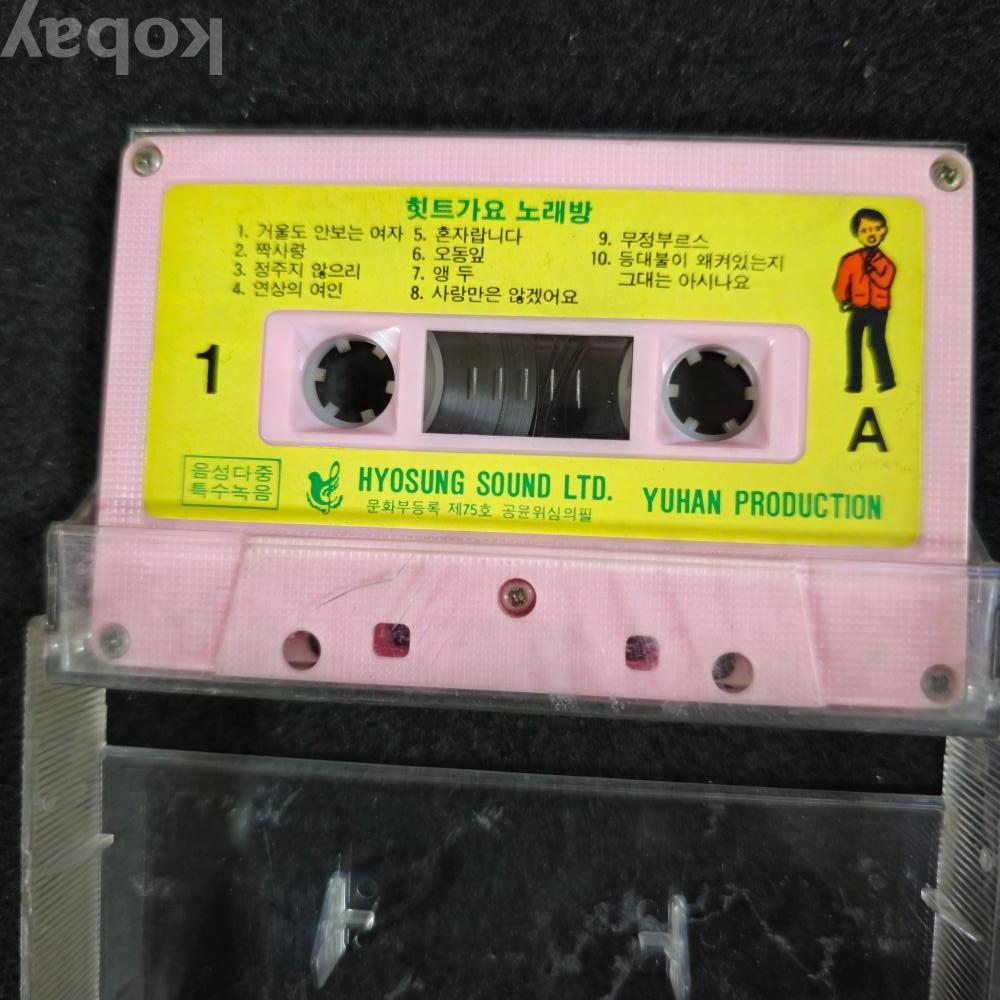 kobay
힛트가요 노래방
1. 거울도 안보는 여자
2. 짝사랑
3. 정주지 않으리
4. 연상의 여인
5. 혼자랍니다
6. 오동잎
7. 앵 두
8. 사랑만은 않겠어요
9. 무정부르스
10. 등대불이 왜켜있는지
그대는 아시나요
1
A
음성다중
특수녹음
HYOSUNG SOUND LTD.
문화부등록 제75호 공윤위심의필
YUHAN PRODUCTION